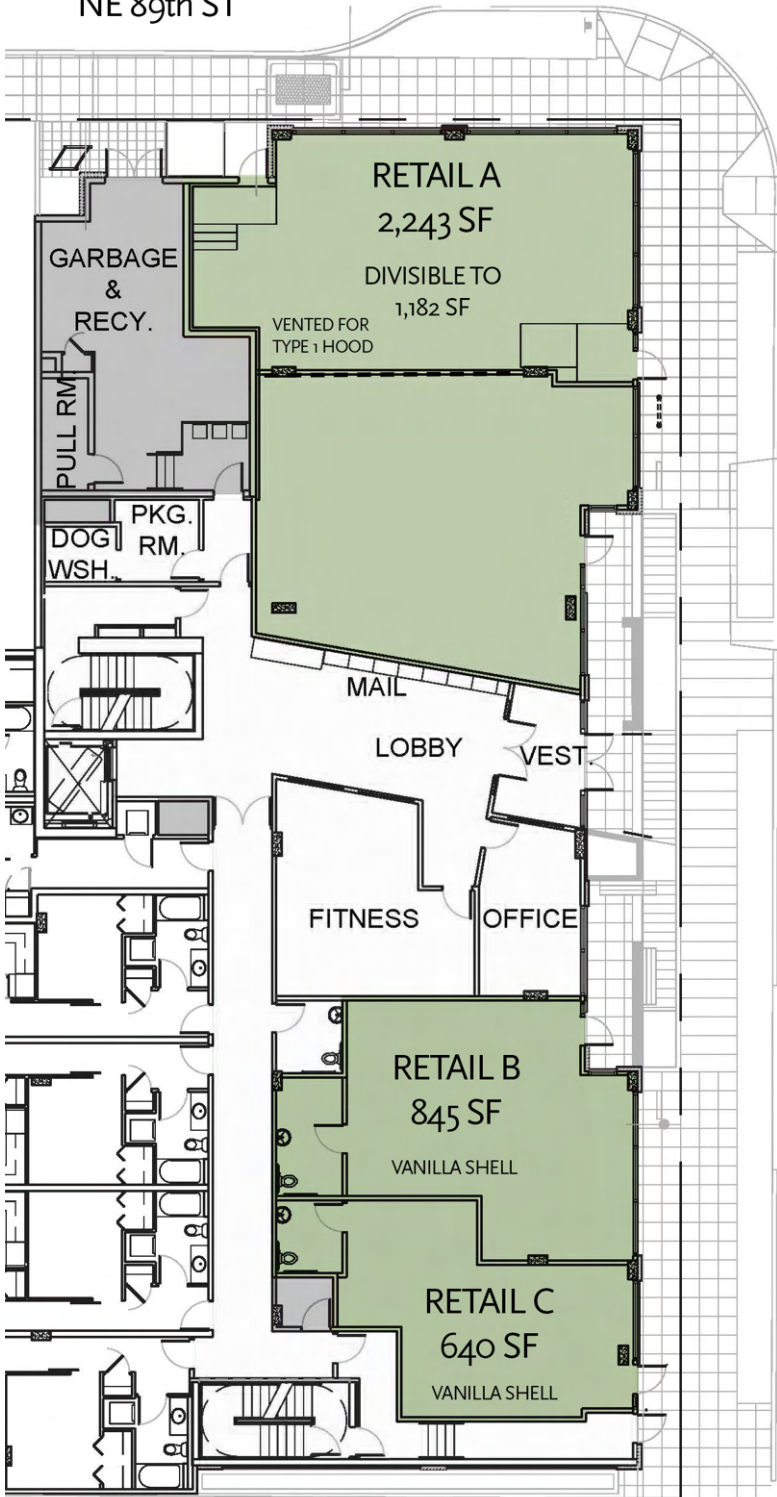 NE 89th ST
RETAIL A
2,243 SF
DIVISIBLE TO
1,182 SF
VENTED FOR
TYPE 1 HOOD
GARBAGE
&
RECY.
PULL RM.
PKG.
RM.
DOG
WSH.
MAIL
LOBBY
VEST.
FITNESS
OFFICE
RETAIL B
845 SF
VANILLA SHELL
RETAIL C
640 SF
VANILLA SHELL